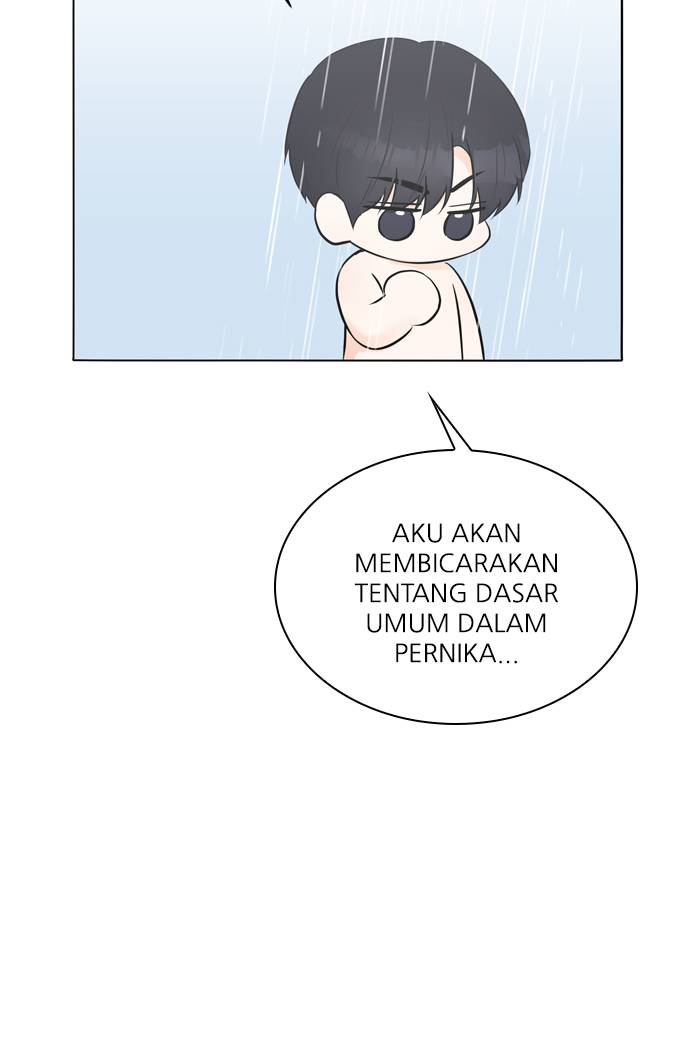 AKU AKAN
MEMBICARAKAN
TENTANG DASAR
UMUM DALAM
PERNIKA...